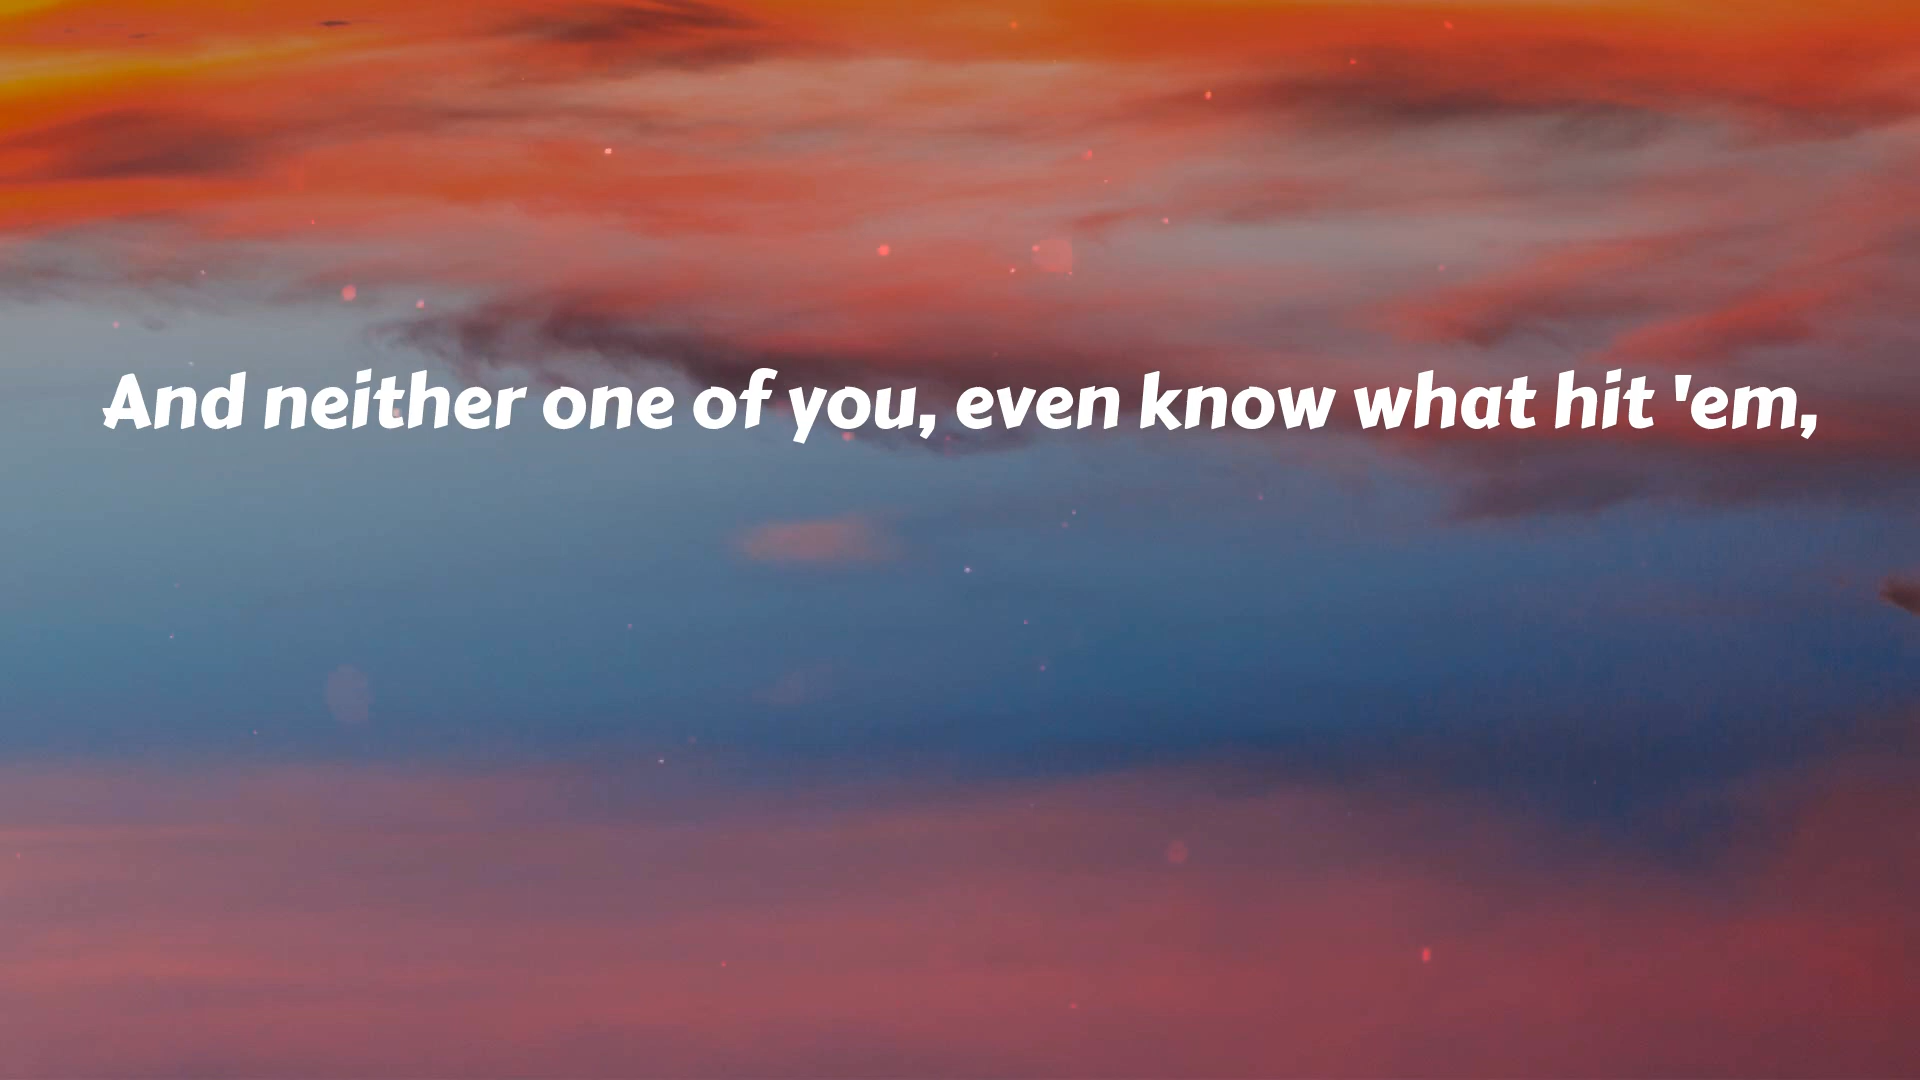 And neither one of you, even know what hit 'em,